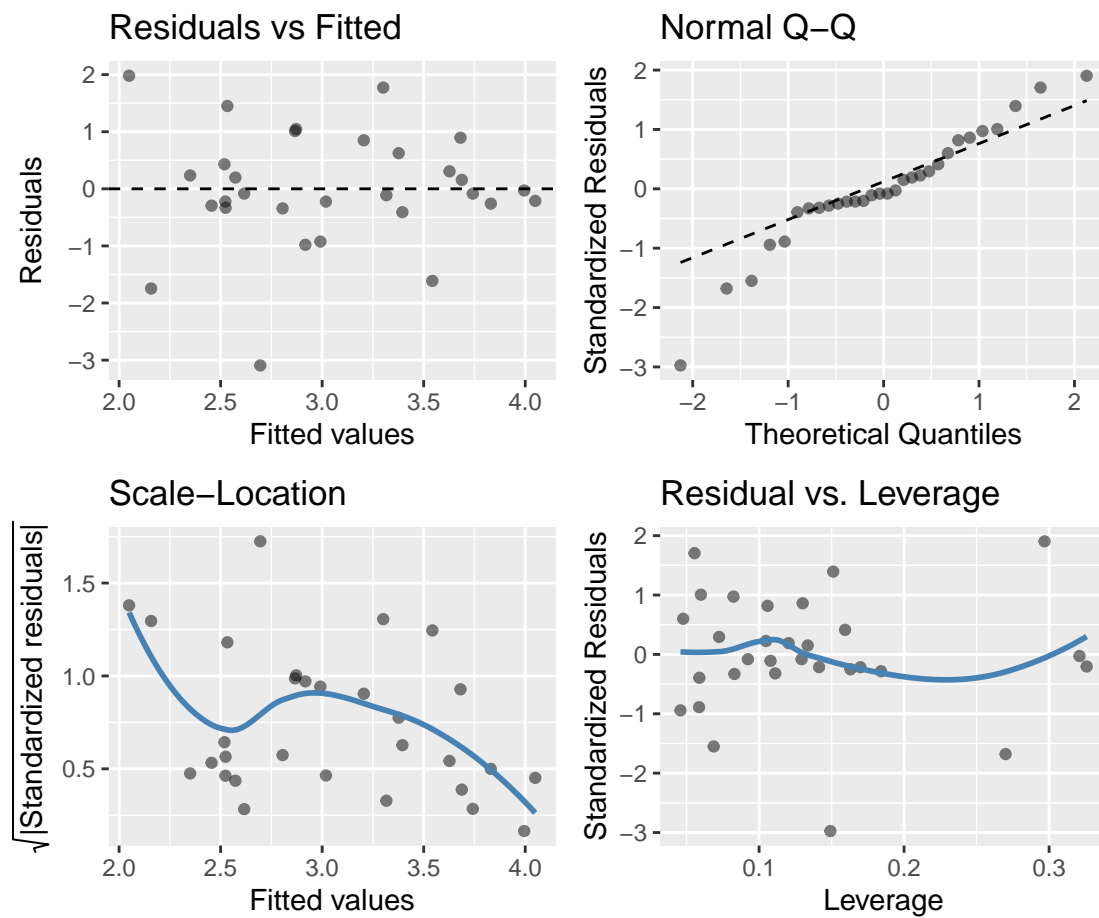 Residuals vs Fitted
Residuals
2
1
0
−1
−2
−3
2.0 2.5 3.0 3.5 4.0
Fitted values
Normal Q−Q
Standardized Residuals
2
1
0
−1
−2
−3
−2 −1 0 1 2
Theoretical Quantiles
Scale−Location
√|Standardized residuals|
1.5
1.0
0.5
2.0 2.5 3.0 3.5 4.0
Fitted values
Residual vs. Leverage
Standardized Residuals
2
1
0
−1
−2
−3
0.1 0.2 0.3
Leverage